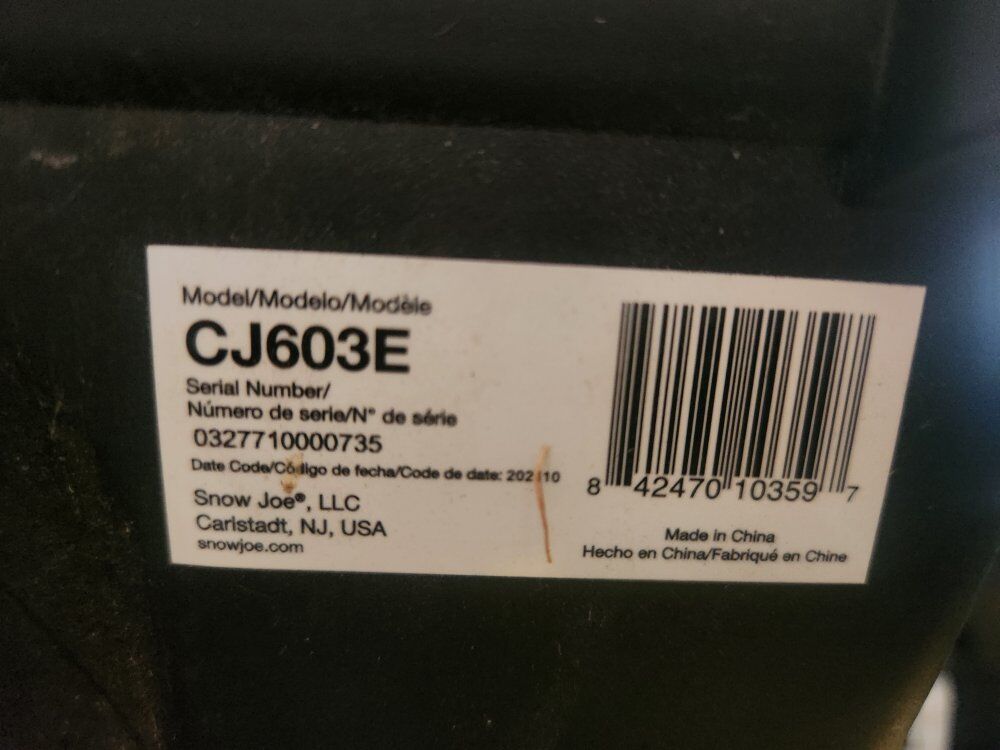 Model/Modelo/Modèle
CJ603E
Serial Number/
Número de serie/N° de série
0327710000735
Date Code/Código de fecha/Code de date:
Snow Joe®, LLC
Carlstadt, NJ, USA
snowjoe.com
8 42470 10359 7
Made in China
Hecho en China/Fabriqué en Chine